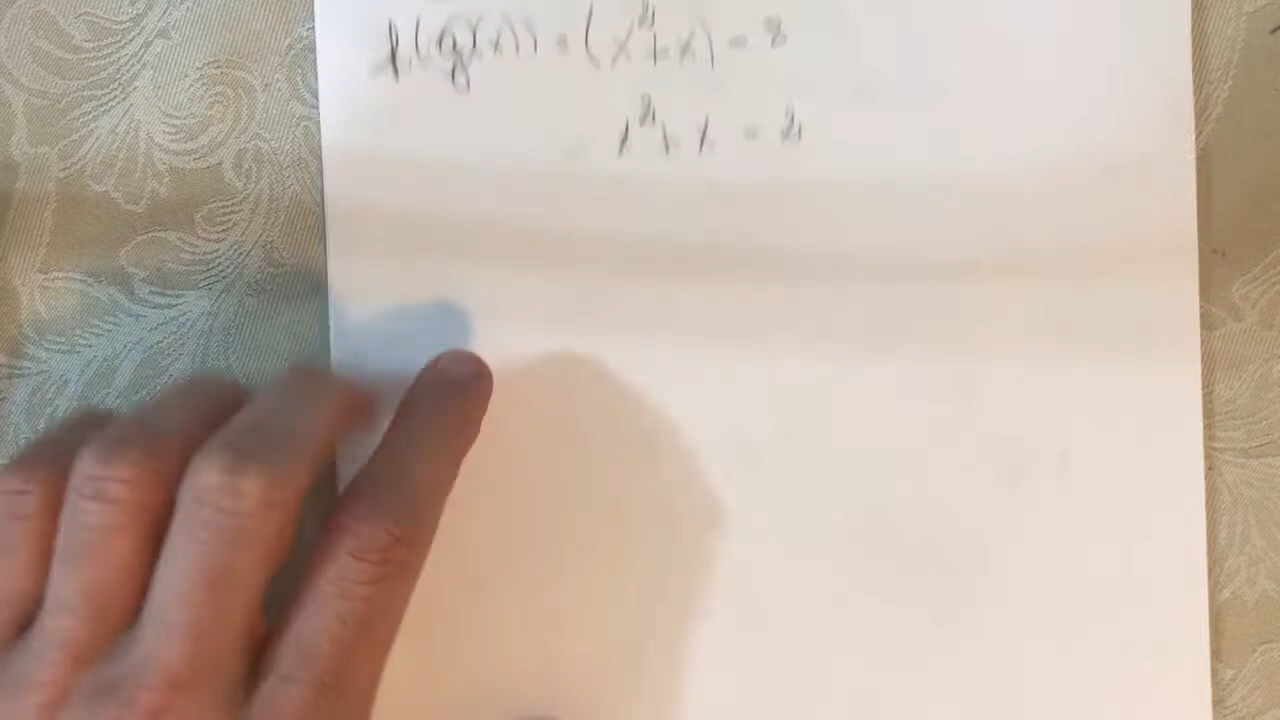 f(g(x)) = (x²+x) - 2
x²+x - 2